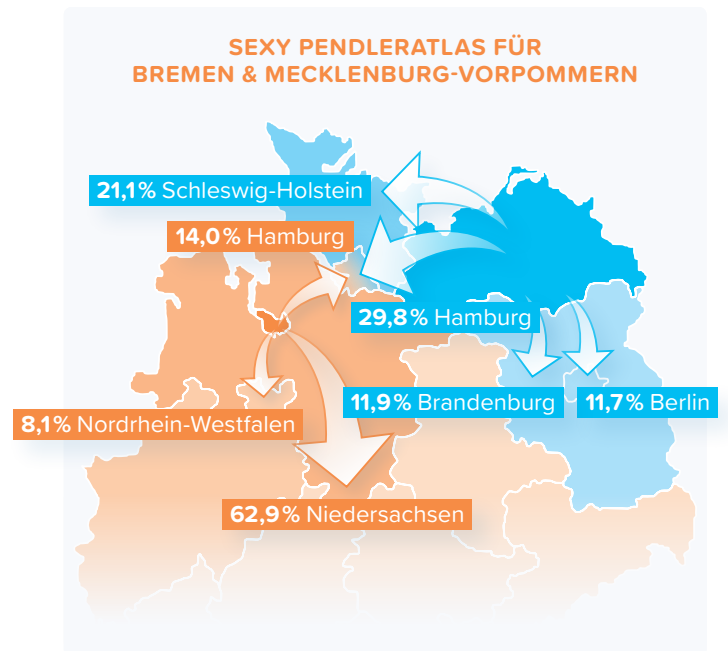 SEXY PENDLERATLAS FÜR
BREMEN & MECKLENBURG-VORPOMMERN
21,1% Schleswig-Holstein
14,0% Hamburg
29,8% Hamburg
11,9% Brandenburg
11,7% Berlin
8,1% Nordrhein-Westfalen
62,9% Niedersachsen